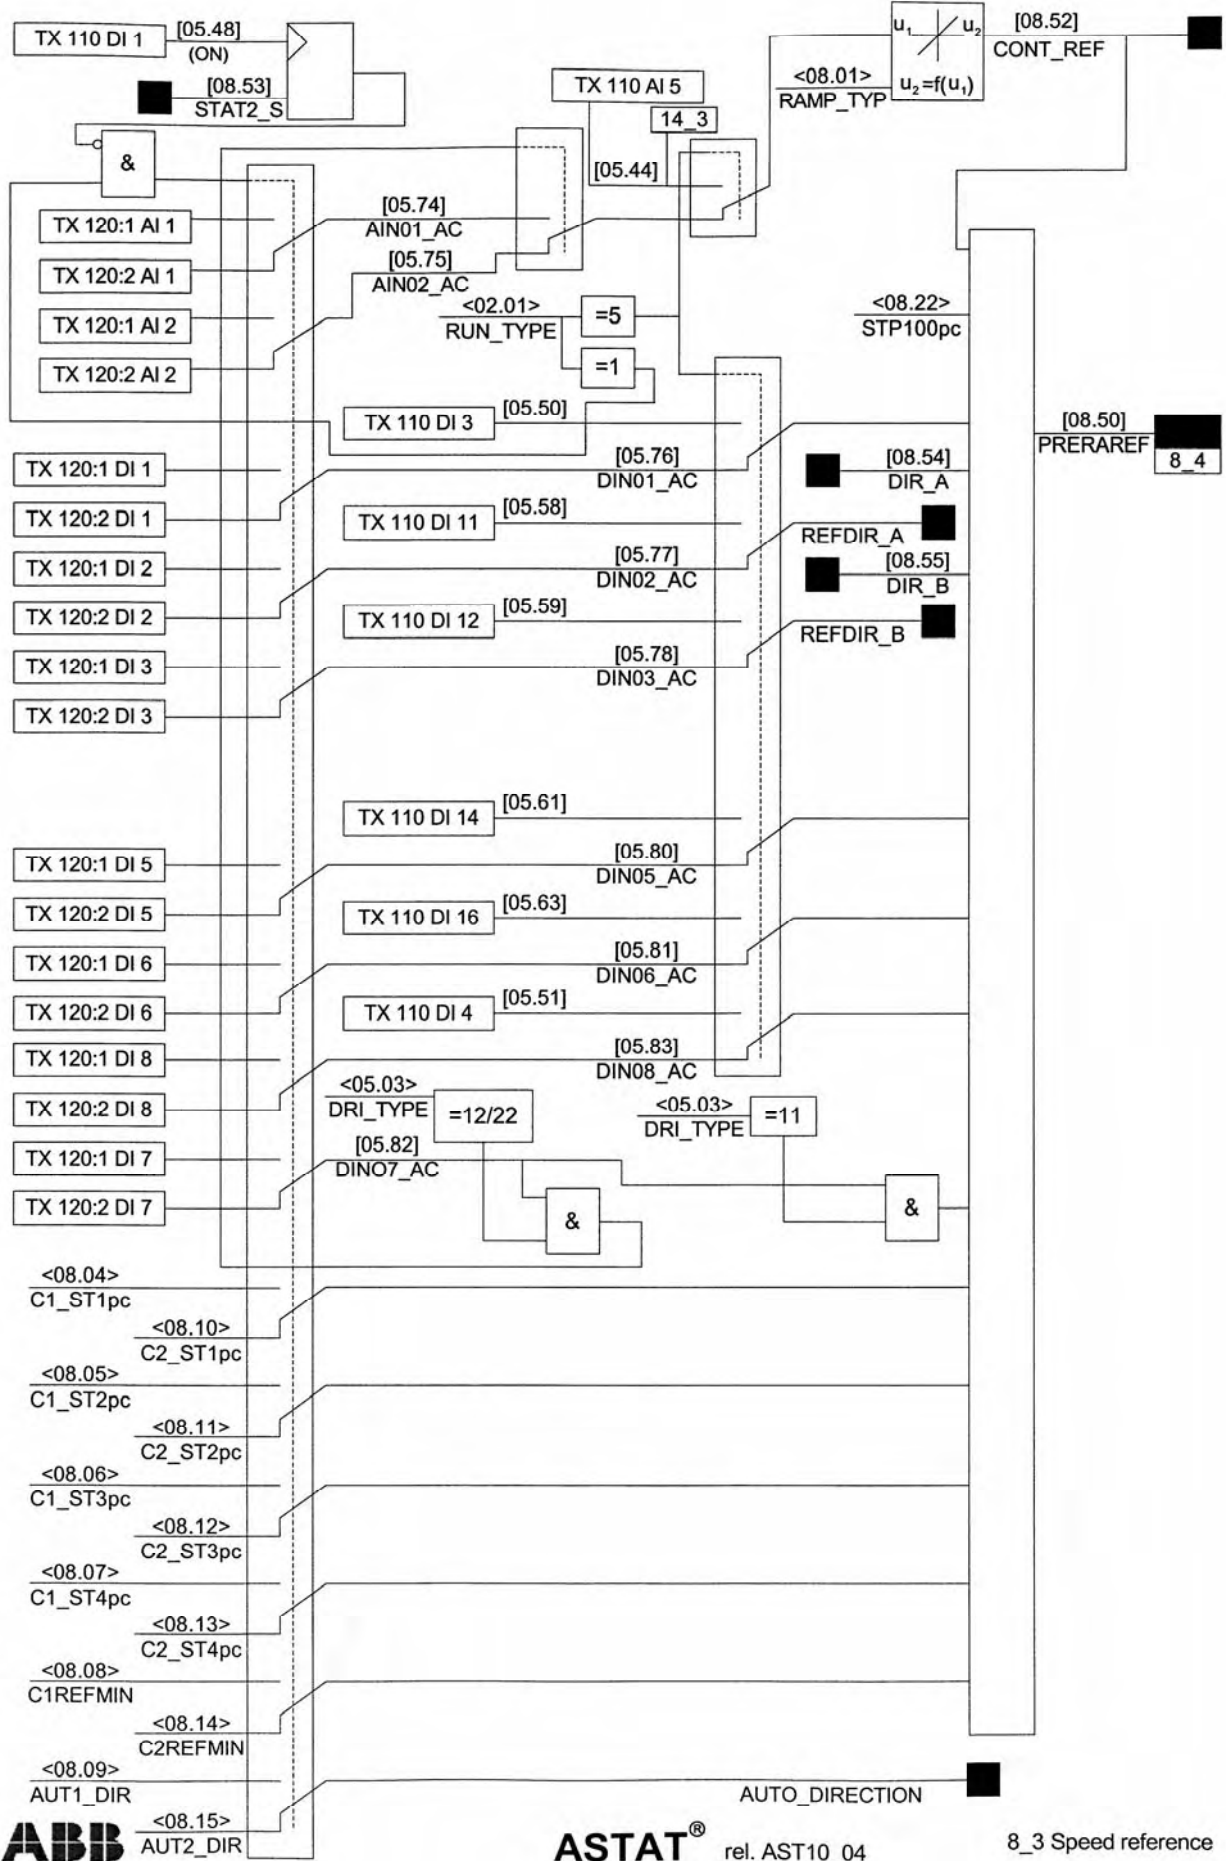 TX 110 DI 1
[05.48]
(ON)
[08.53]
STAT2_S
&
TX 110 AI 5
14_3
[05.44]
u1
u2
u2=f(u1)
<08.01>
RAMP_TYP
[08.52]
CONT_REF
TX 120:1 AI 1
TX 120:2 AI 1
TX 120:1 AI 2
TX 120:2 AI 2
[05.74]
AIN01_AC
[05.75]
AIN02_AC
<02.01>
RUN_TYPE
=5
=1
<08.22>
STP100pc
TX 110 DI 3
[05.50]
[08.50]
PRERAREF
8_4
TX 120:1 DI 1
TX 120:2 DI 1
[05.76]
DIN01_AC
[08.54]
DIR_A
TX 110 DI 11
[05.58]
REFDIR_A
TX 120:1 DI 2
TX 120:2 DI 2
[05.77]
DIN02_AC
[08.55]
DIR_B
TX 110 DI 12
[05.59]
REFDIR_B
TX 120:1 DI 3
TX 120:2 DI 3
[05.78]
DIN03_AC
TX 110 DI 14
[05.61]
TX 120:1 DI 5
TX 120:2 DI 5
[05.80]
DIN05_AC
TX 110 DI 16
[05.63]
TX 120:1 DI 6
TX 120:2 DI 6
[05.81]
DIN06_AC
TX 110 DI 4
[05.51]
TX 120:1 DI 8
TX 120:2 DI 8
[05.83]
DIN08_AC
<05.03>
DRI_TYPE
=12/22
<05.03>
DRI_TYPE
=11
TX 120:1 DI 7
TX 120:2 DI 7
[05.82]
DINO7_AC
&
&
<08.04>
C1_ST1pc
<08.10>
C2_ST1pc
<08.05>
C1_ST2pc
<08.11>
C2_ST2pc
<08.06>
C1_ST3pc
<08.12>
C2_ST3pc
<08.07>
C1_ST4pc
<08.13>
C2_ST4pc
<08.08>
C1REFMIN
<08.14>
C2REFMIN
<08.09>
AUT1_DIR
<08.15>
AUT2_DIR
AUTO_DIRECTION
ABB
ASTAT® rel. AST10_04
8_3 Speed reference